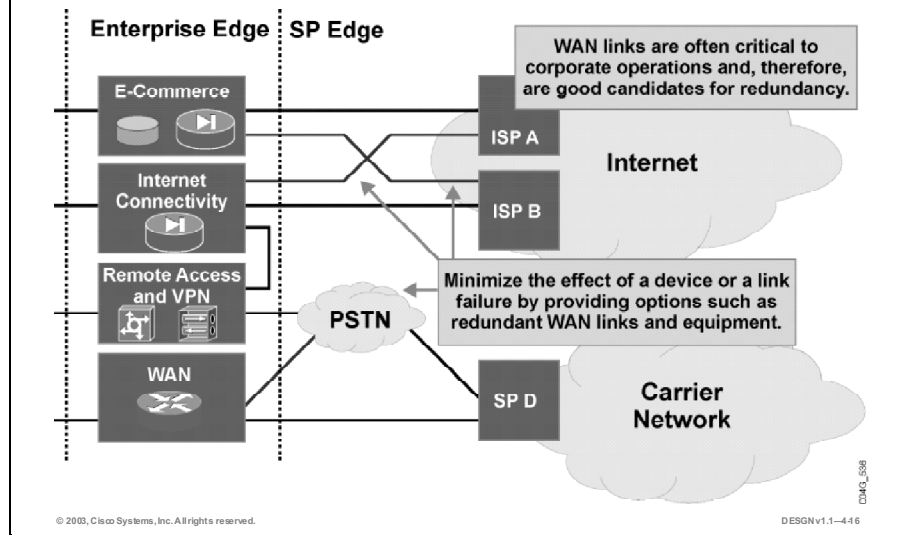 Enterprise Edge
SP Edge
WAN links are often critical to
corporate operations and, therefore,
are good candidates for redundancy.
E-Commerce
ISP A
Internet
Internet
Connectivity
ISP B
Remote Access
and VPN
Minimize the effect of a device or a link
failure by providing options such as
redundant WAN links and equipment.
PSTN
WAN
SP D
Carrier
Network
C04G_536
© 2003, Cisco Systems, Inc. All rights reserved.
DESGN v1.1—4-16